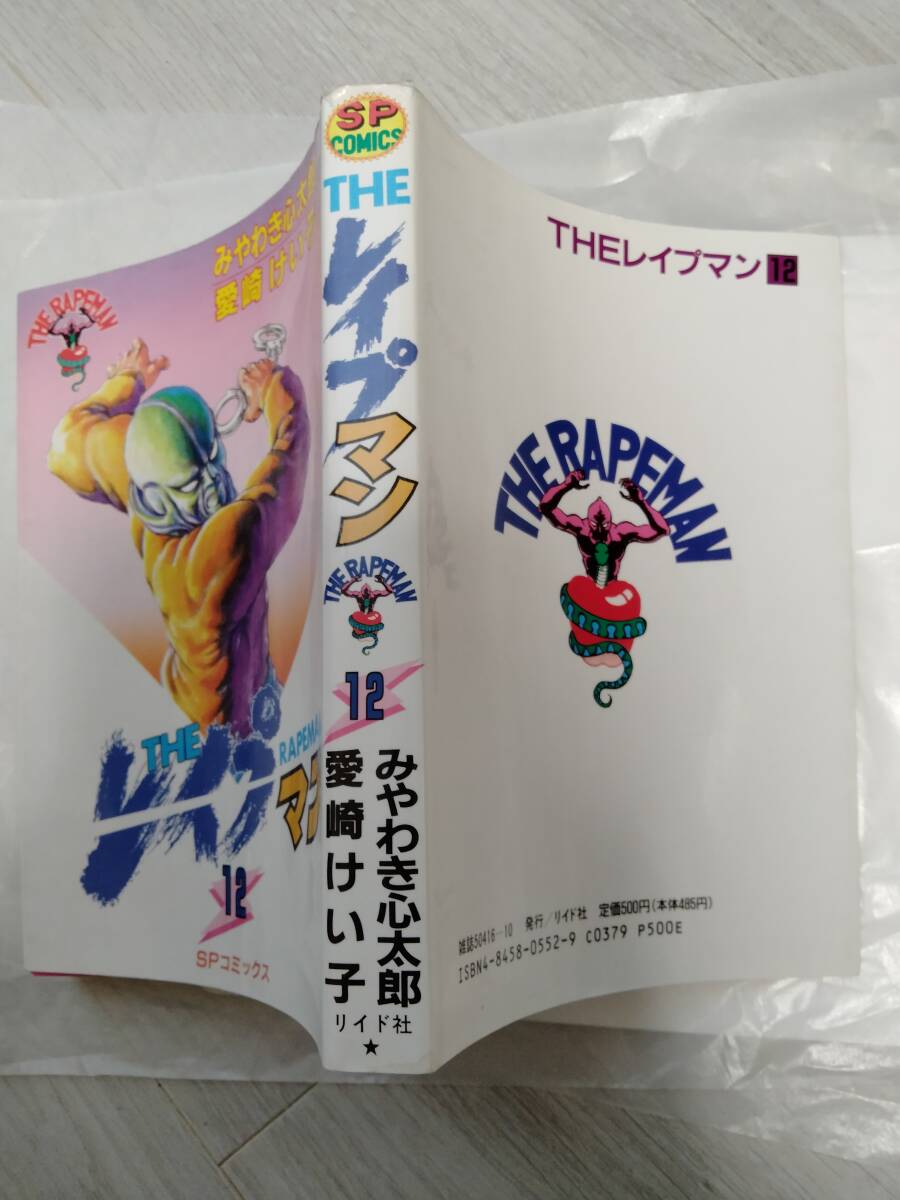 みやわき心太郎
愛崎けい子
THE RAPEMAN
THE
レイプ
RAPEMAN
マン
12
SPコミックス
SP
COMICS
THE
レイプ
マン
THE RAPEMAN
12
みやわき心太郎
愛崎けい子
リイド社
★
THEレイプマン 12
THE RAPEMAN
雑誌50416-10 発行/リイド社 定価500円(本体485円)
ISBN4-8458-0552-9 C0379 P500E